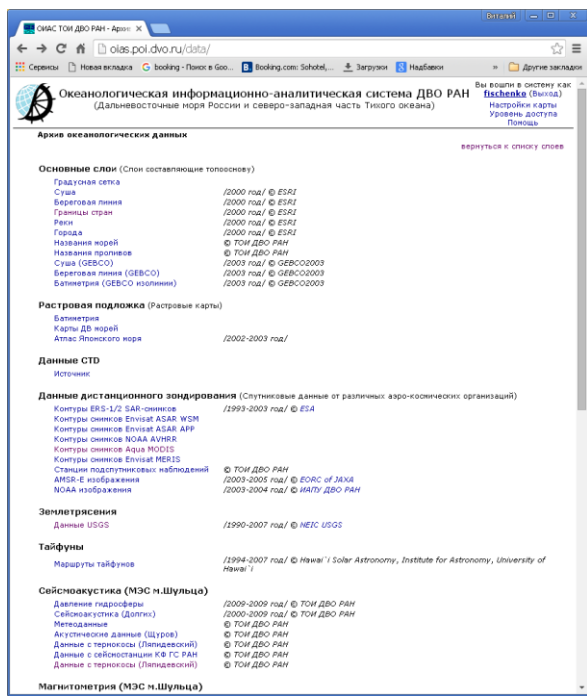 Виталий
ОИАС ТОИ ДВО РАН - Архив
oias.poi.dvo.ru/data/
Сервисы Новая вкладка booking - Поиск в Goo... Booking.com: Sohotel,... Загрузки Надбавки » Другие закладки
Океанологическая информационно-аналитическая система ДВО РАН
(Дальневосточные моря России и северо-западная часть Тихого океана)
Вы вошли в систему как
fischenko (Выход)
Настройки карты
Уровень доступа
Помощь
Архив океанологических данных
вернуться к списку слоев
Основные слои (Слои составляющие топооснову)
Градусная сетка
Суша /2000 год/ © ESRI
Береговая линия /2000 год/ © ESRI
Границы стран /2000 год/ © ESRI
Реки /2000 год/ © ESRI
Города /2000 год/ © ESRI
Названия морей © ТОИ ДВО РАН
Названия проливов © ТОИ ДВО РАН
Суша (GEBCO) /2003 год/ © GEBCO2003
Береговая линия (GEBCO) /2003 год/ © GEBCO2003
Батиметрия (GEBCO изолинии) /2003 год/ © GEBCO2003
Растровая подложка (Растровые карты)
Батиметрия
Карты ДВ морей
Атлас Японского моря /2002-2003 год/
Данные CTD
Источник
Данные дистанционного зондирования (Спутниковые данные от различных аэро-космических организаций)
Контуры ERS-1/2 SAR-снимков /1993-2003 год/ © ESA
Контуры снимков Envisat ASAR WSM
Контуры снимков Envisat ASAR APP
Контуры снимков NOAA AVHRR
Контуры снимков Aqua MODIS
Контуры снимков Envisat MERIS
Станции подспутниковых наблюдений © ТОИ ДВО РАН
AMSR-E изображения /2003-2005 год/ © EORC of JAXA
NOAA изображения /2003-2004 год/ © ИАПУ ДВО РАН
Землетрясения
Данные USGS /1990-2007 год/ © NEIC USGS
Тайфуны
Маршруты тайфунов /1994-2007 год/ © Hawai`i Solar Astronomy, Institute for Astronomy, University of
Hawai`i
Сейсмоакустика (МЭС м.Шульца)
Давление гидросферы /2009-2009 год/ © ТОИ ДВО РАН
Сейсмоакустика (Долгих) /2009-2009 год/ © ТОИ ДВО РАН
Метеоданные © ТОИ ДВО РАН
Акустические данные (Щуров) © ТОИ ДВО РАН
Данные с термокосы (Ляпидевский) © ТОИ ДВО РАН
Данные с сейсмостанции КФ ГС РАН © ТОИ ДВО РАН
Данные с термокосы (Ляпидевский) © ТОИ ДВО РАН
Магнитометрия (МЭС м.Шульца)